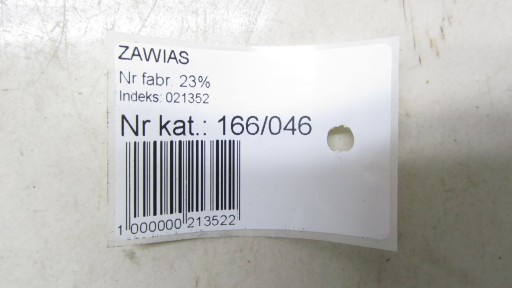 ZAWIAS
Nr fabr. 23%
Indeks: 021352
Nr kat.: 166/046
1 000000 213522